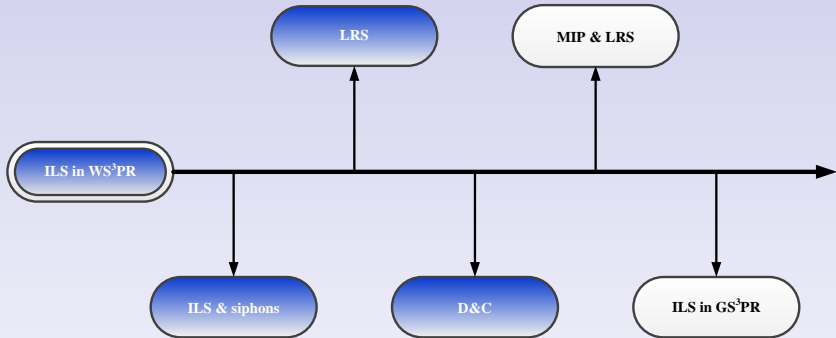 LRS
MIP & LRS
ILS in WS³PR
ILS & siphons
D&C
ILS in GS³PR